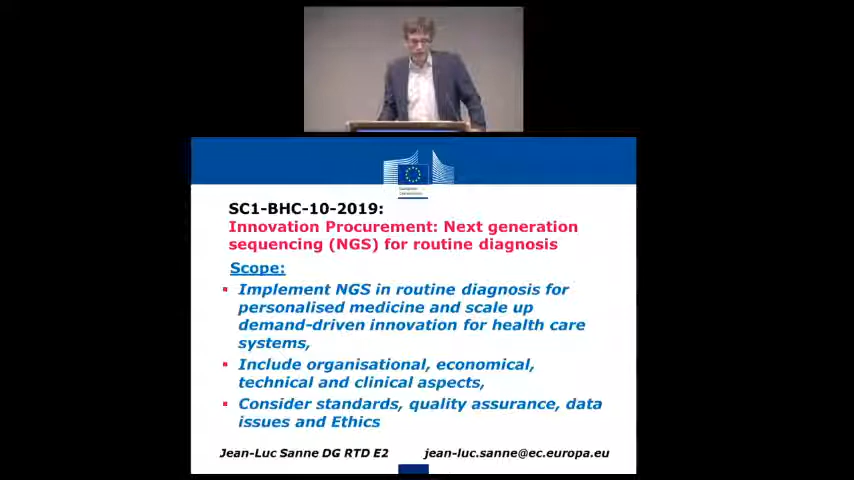 European
Commission
SC1-BHC-10-2019:
Innovation Procurement: Next generation
sequencing (NGS) for routine diagnosis
Scope:
Implement NGS in routine diagnosis for
personalised medicine and scale up
demand-driven innovation for health care
systems,
Include organisational, economical,
technical and clinical aspects,
Consider standards, quality assurance, data
issues and Ethics
Jean-Luc Sanne DG RTD E2 jean-luc.sanne@ec.europa.eu